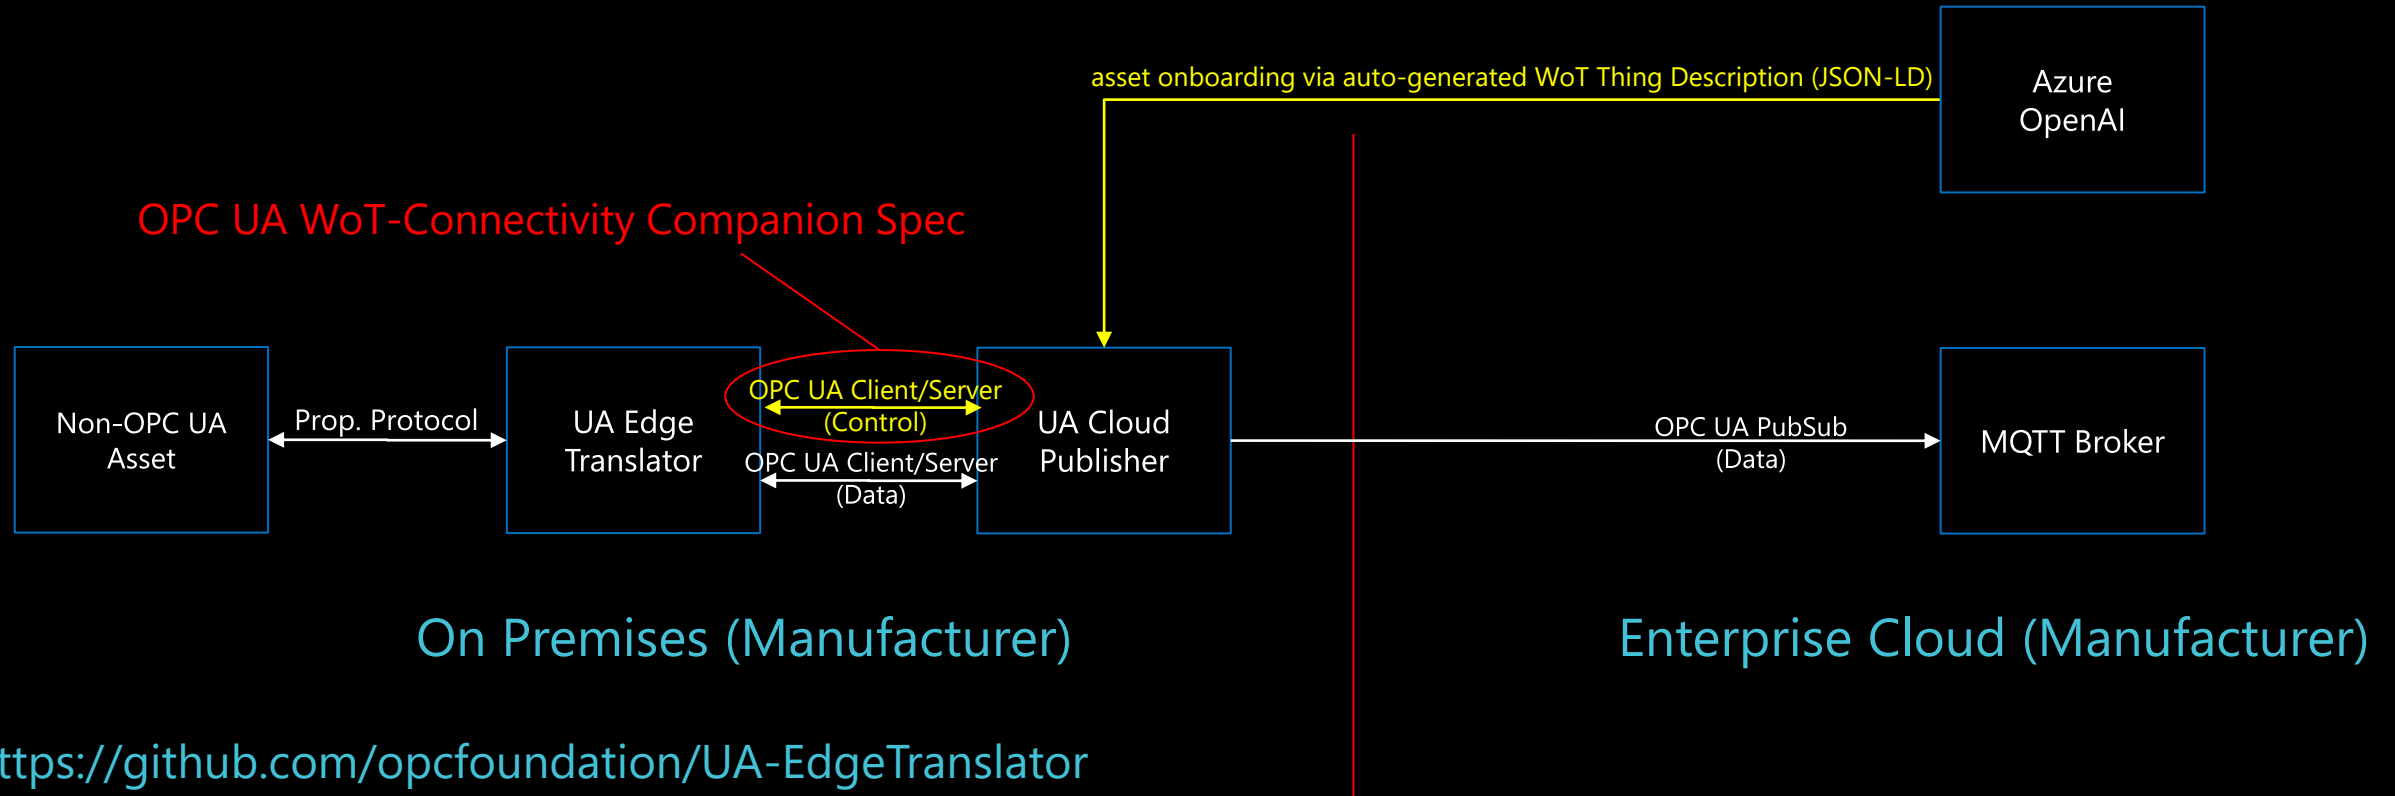 asset onboarding via auto-generated WoT Thing Description (JSON-LD)
Azure
OpenAI
OPC UA WoT-Connectivity Companion Spec
Non-OPC UA
Asset
Prop. Protocol
UA Edge
Translator
OPC UA Client/Server
(Control)
OPC UA Client/Server
(Data)
UA Cloud
Publisher
OPC UA PubSub
(Data)
MQTT Broker
On Premises (Manufacturer)
Enterprise Cloud (Manufacturer)
ttps://github.com/opcfoundation/UA-EdgeTranslator